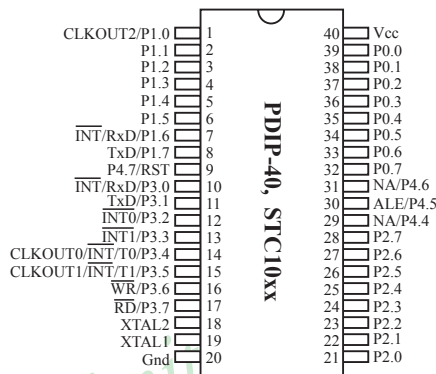 CLKOUT2/P1.0 1 40 Vcc
P1.1 2 39 P0.0
P1.2 3 38 P0.1
P1.3 4 37 P0.2
P1.4 5 36 P0.3
P1.5 6 35 P0.4
INT/RxD/P1.6 7 34 P0.5
TxD/P1.7 8 33 P0.6
P4.7/RST 9 32 P0.7
INT/RxD/P3.0 10 31 NA/P4.6
TxD/P3.1 11 30 ALE/P4.5
INT0/P3.2 12 29 NA/P4.4
INT1/P3.3 13 28 P2.7
CLKOUT0/INT/T0/P3.4 14 27 P2.6
CLKOUT1/INT/T1/P3.5 15 26 P2.5
WR/P3.6 16 25 P2.4
RD/P3.7 17 24 P2.3
XTAL2 18 23 P2.2
XTAL1 19 22 P2.1
Gnd 20 21 P2.0
PDIP-40, STC10xx